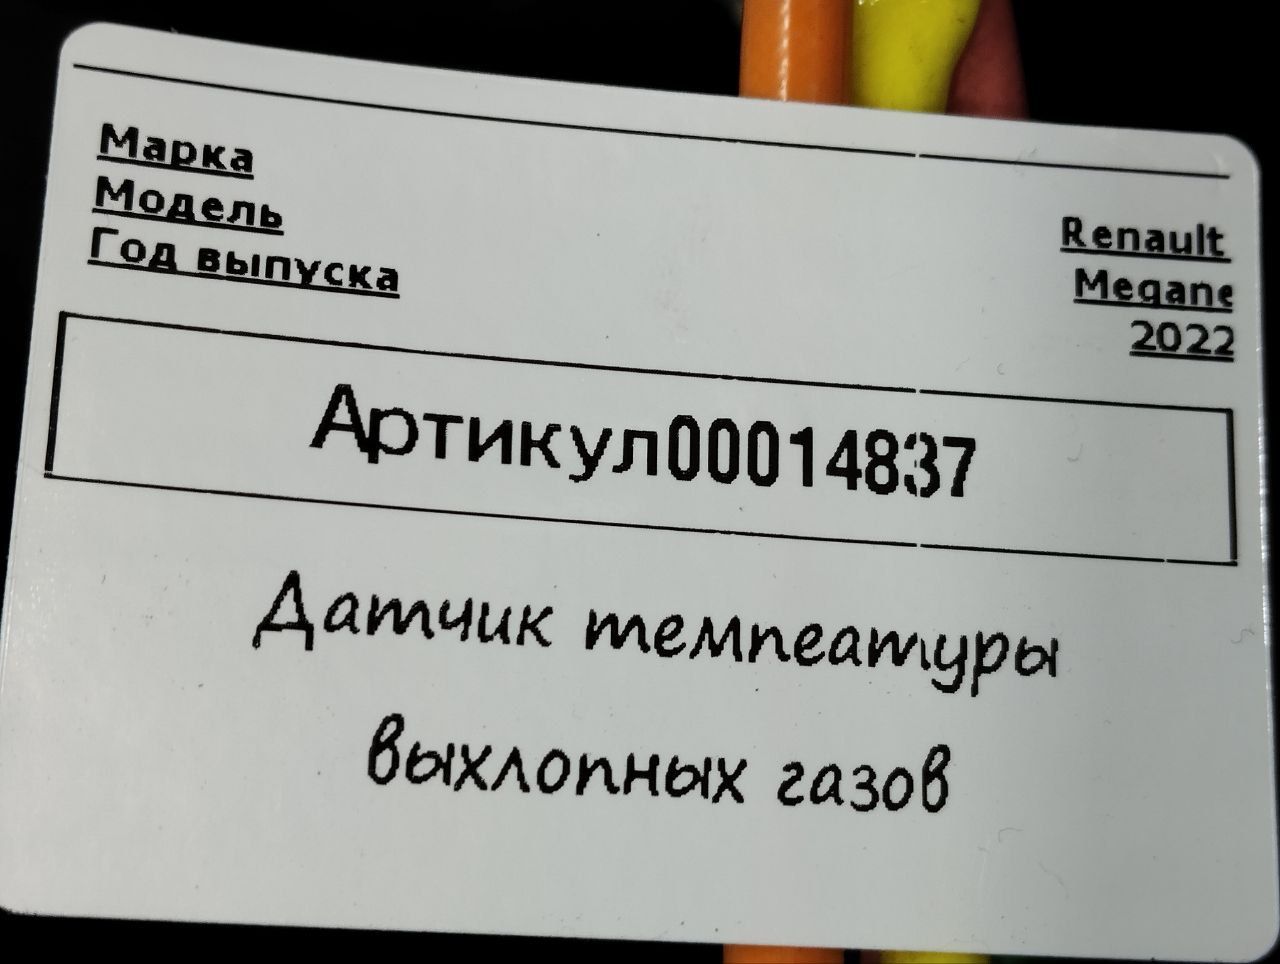 Марка
Модель
Год выпуска
Renault
Megane
2022
Артикул00014837
Датчик темпеатуры
выхлопных газов